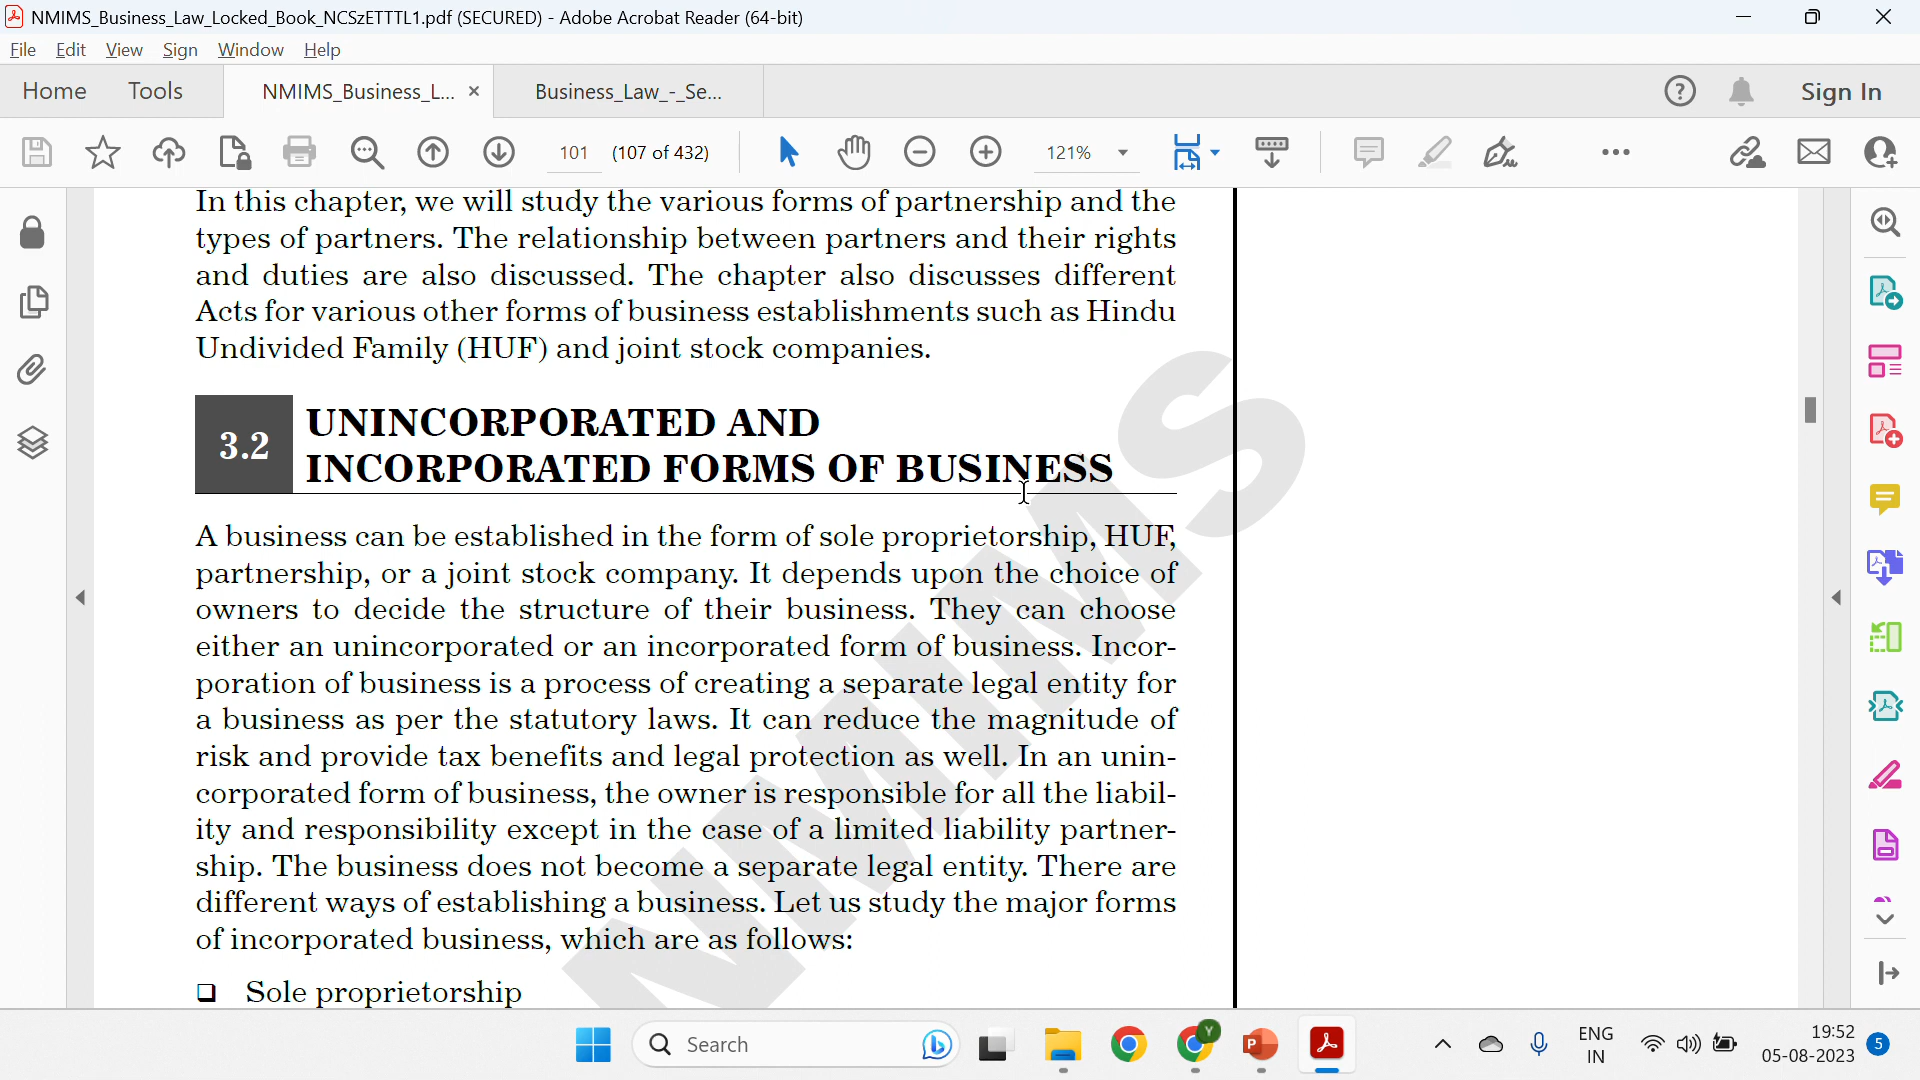 NMIMS_Business_Law_Locked_Book_NCSzETTTL1.pdf (SECURED) - Adobe Acrobat Reader (64-bit)
File Edit View Sign Window Help
Home Tools NMIMS_Business_L... × Business_Law_-_Se... Sign In
101 (107 of 432) 121%
In this chapter, we will study the various forms of partnership and the
types of partners. The relationship between partners and their rights
and duties are also discussed. The chapter also discusses different
Acts for various other forms of business establishments such as Hindu
Undivided Family (HUF) and joint stock companies.
3.2 UNINCORPORATED AND
INCORPORATED FORMS OF BUSINESS
A business can be established in the form of sole proprietorship, HUF,
partnership, or a joint stock company. It depends upon the choice of
owners to decide the structure of their business. They can choose
either an unincorporated or an incorporated form of business. Incor-
poration of business is a process of creating a separate legal entity for
a business as per the statutory laws. It can reduce the magnitude of
risk and provide tax benefits and legal protection as well. In an unin-
corporated form of business, the owner is responsible for all the liabil-
ity and responsibility except in the case of a limited liability partner-
ship. The business does not become a separate legal entity. There are
different ways of establishing a business. Let us study the major forms
of incorporated business, which are as follows:
❑ Sole proprietorship
NMIMS
Search
Y
P
ENG
IN
19:52
05-08-2023
5